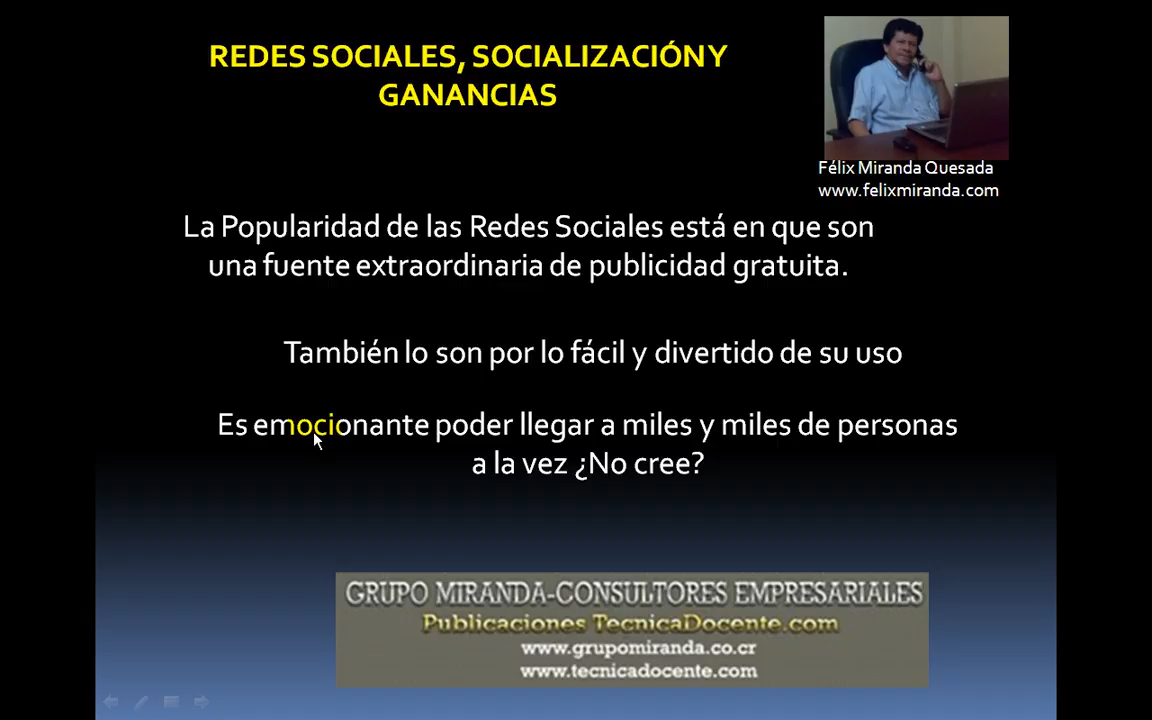 REDES SOCIALES, SOCIALIZACIÓNY
GANANCIAS
Félix Miranda Quesada
www.felixmiranda.com
La Popularidad de las Redes Sociales está en que son
una fuente extraordinaria de publicidad gratuita.
También lo son por lo fácil y divertido de su uso
Es emocionante poder llegar a miles y miles de personas
a la vez ¿No cree?
GRUPO MIRANDA-CONSULTORES EMPRESARIALES
Publicaciones TecnicaDocente.com
www.grupomiranda.co.cr
www.tecnicadocente.com